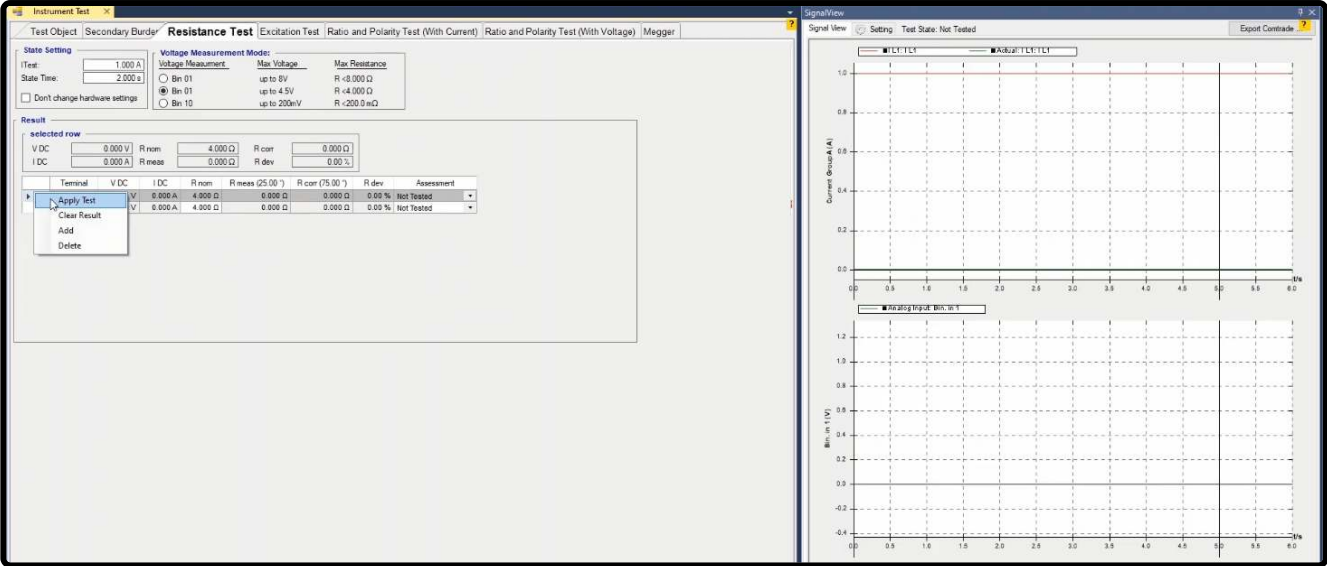 Instrument Test ×
Test Object Secondary Burde Resistance Test Excitation Test Ratio and Polarity Test (With Current) Ratio and Polarity Test (With Voltage) Megger ?
State Setting
ITest: 1.000 A
State Time: 2.000 s
Don't change hardware settings
Voltage Measurement Mode:
Voltage Measument Max Voltage Max Resistance
Bin 01 up to 8V R <8.000 Ω
Bin 01 up to 4.5V R <4.000 Ω
Bin 10 up to 200mV R <200.0 mΩ
Result
selected row
V DC 0.000 V R nom 4.000 Ω R corr 0.000 Ω
I DC 0.000 A R meas 0.000 Ω R dev 0.00 %
Terminal V DC I DC R nom R meas (25.00 °) R corr (75.00 °) R dev Assessment
V 0.000 A 4.000 Ω 0.000 Ω 0.000 Ω 0.00 % Not Tested
V 0.000 A 4.000 Ω 0.000 Ω 0.000 Ω 0.00 % Not Tested
Apply Test
Clear Result
Add
Delete
SignalView
Signal View Setting Test State: Not Tested Export Comtrade ... ?
I L1: I L1 Actual: I L1: I L1
Current Group A (A)
1.0
0.8
0.6
0.4
0.2
0.0
t/s
0.0 0.5 1.0 1.5 2.0 2.5 3.0 3.5 4.0 4.5 5.0 5.5 6.0
Analog Input: Bin. in 1
Bin. in 1 (V)
1.2
1.0
0.8
0.6
0.4
0.2
0.0
-0.2
-0.4
t/s
0.0 0.5 1.0 1.5 2.0 2.5 3.0 3.5 4.0 4.5 5.0 5.5 6.0